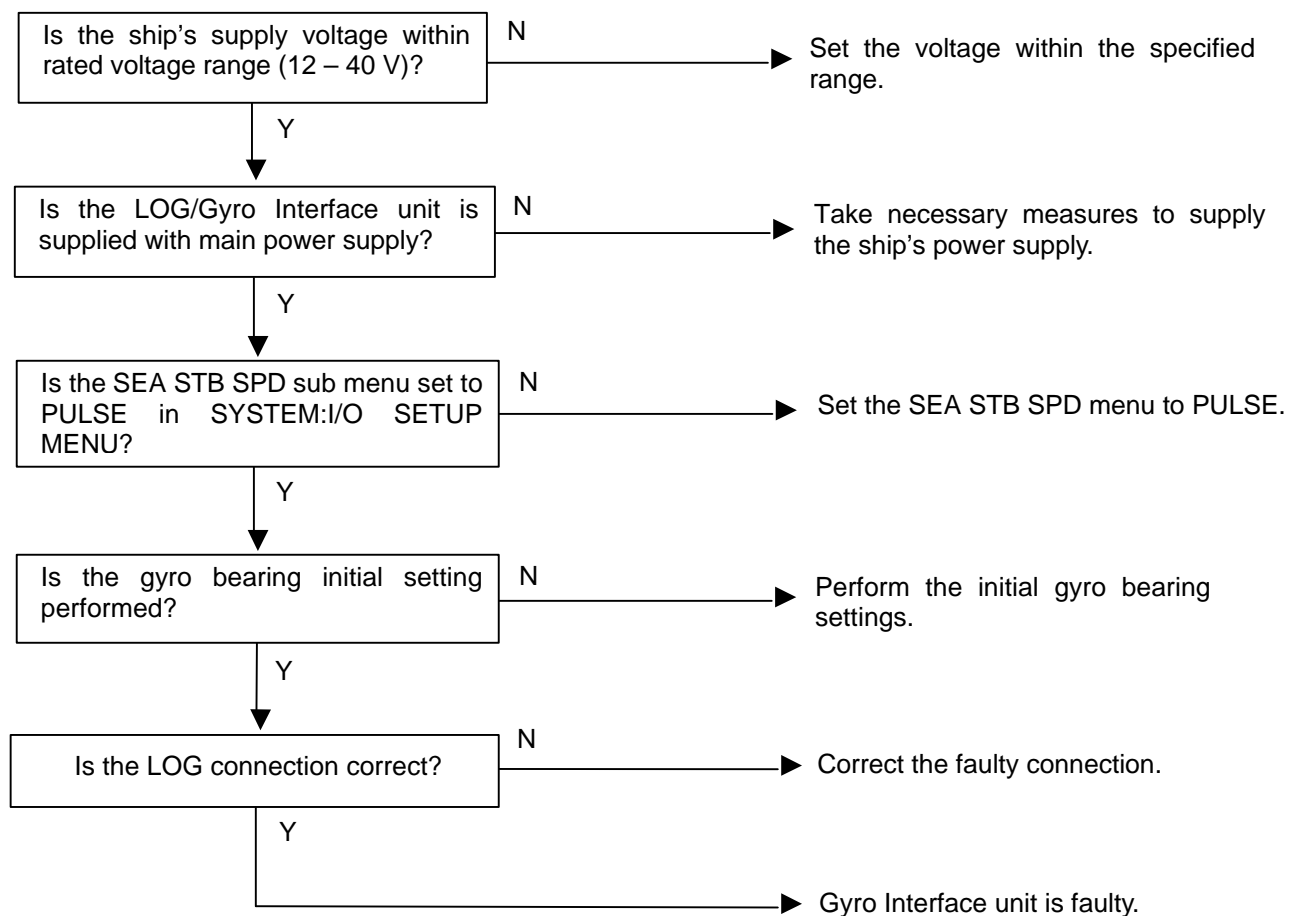 Is the ship's supply voltage within
rated voltage range (12 – 40 V)?
N
Set the voltage within the specified
range.
Y
Is the LOG/Gyro Interface unit is
supplied with main power supply?
N
Take necessary measures to supply
the ship's power supply.
Y
Is the SEA STB SPD sub menu set to
PULSE in SYSTEM:I/O SETUP
MENU?
N
Set the SEA STB SPD menu to PULSE.
Y
Is the gyro bearing initial setting
performed?
N
Perform the initial gyro bearing
settings.
Y
Is the LOG connection correct?
N
Correct the faulty connection.
Y
Gyro Interface unit is faulty.